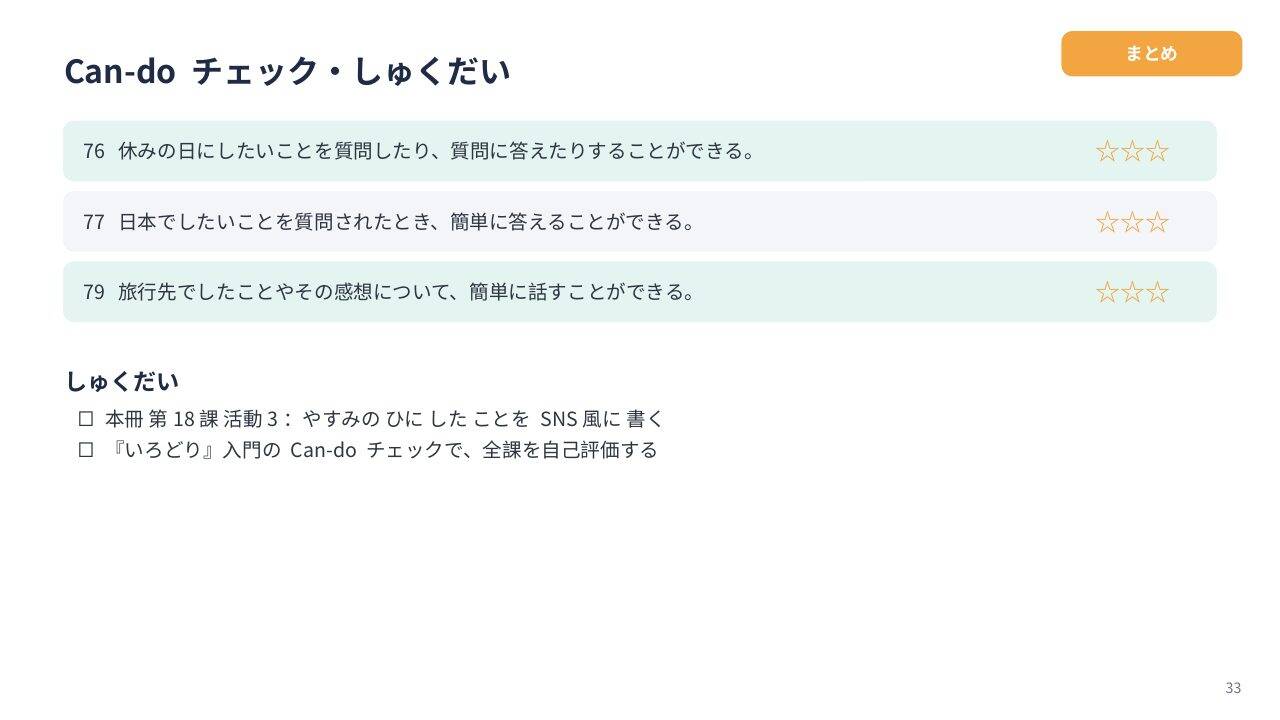 Can-do チェック・しゅくだい
まとめ
76 休みの日にしたいことを質問したり、質問に答えたりすることができる。 ☆☆☆
77 日本でしたいことを質問されたとき、簡単に答えることができる。 ☆☆☆
79 旅行先でしたことやその感想について、簡単に話すことができる。 ☆☆☆
しゅくだい
☐ 本冊 第 18 課 活動 3： やすみの ひに した ことを SNS 風に 書く
☐ 『いろどり』入門の Can-do チェックで、全課を自己評価する
33